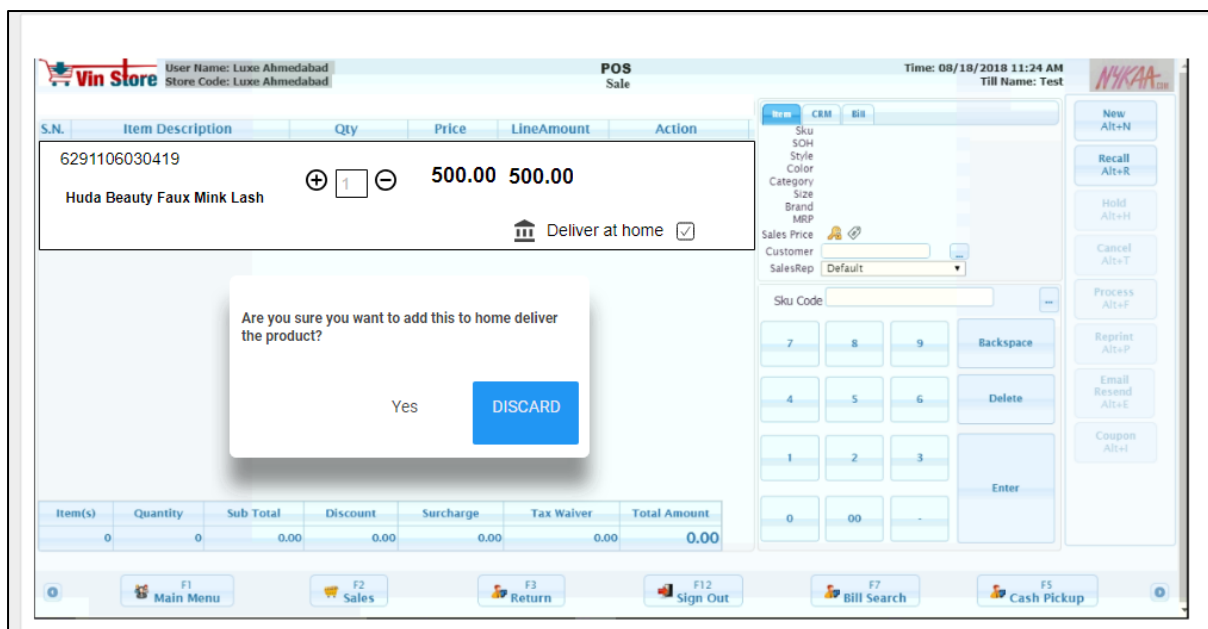 Vin Store
User Name: Luxe Ahmedabad
Store Code: Luxe Ahmedabad
POS
Sale
Time: 08/18/2018 11:24 AM
Till Name: Test
NYKAA.COM
S.N. Item Description Qty Price LineAmount Action
6291106030419
1 500.00 500.00
Huda Beauty Faux Mink Lash
Deliver at home
Are you sure you want to add this to home deliver
the product?
Yes DISCARD
Item(s) Quantity Sub Total Discount Surcharge Tax Waiver Total Amount
0 0 0.00 0.00 0.00 0.00 0.00
Item CRM Bill
Sku
SOH
Style
Color
Category
Size
Brand
MRP
Sales Price
Customer ...
SalesRep Default
Sku Code ...
7 8 9 Backspace
4 5 6 Delete
1 2 3
Enter
0 00 .
New
Alt+N
Recall
Alt+R
Hold
Alt+H
Cancel
Alt+T
Process
Alt+F
Reprint
Alt+P
Email
Resend
Alt+E
Coupon
Alt+I
F1
Main Menu
F2
Sales
F3
Return
F12
Sign Out
F7
Bill Search
F5
Cash Pickup